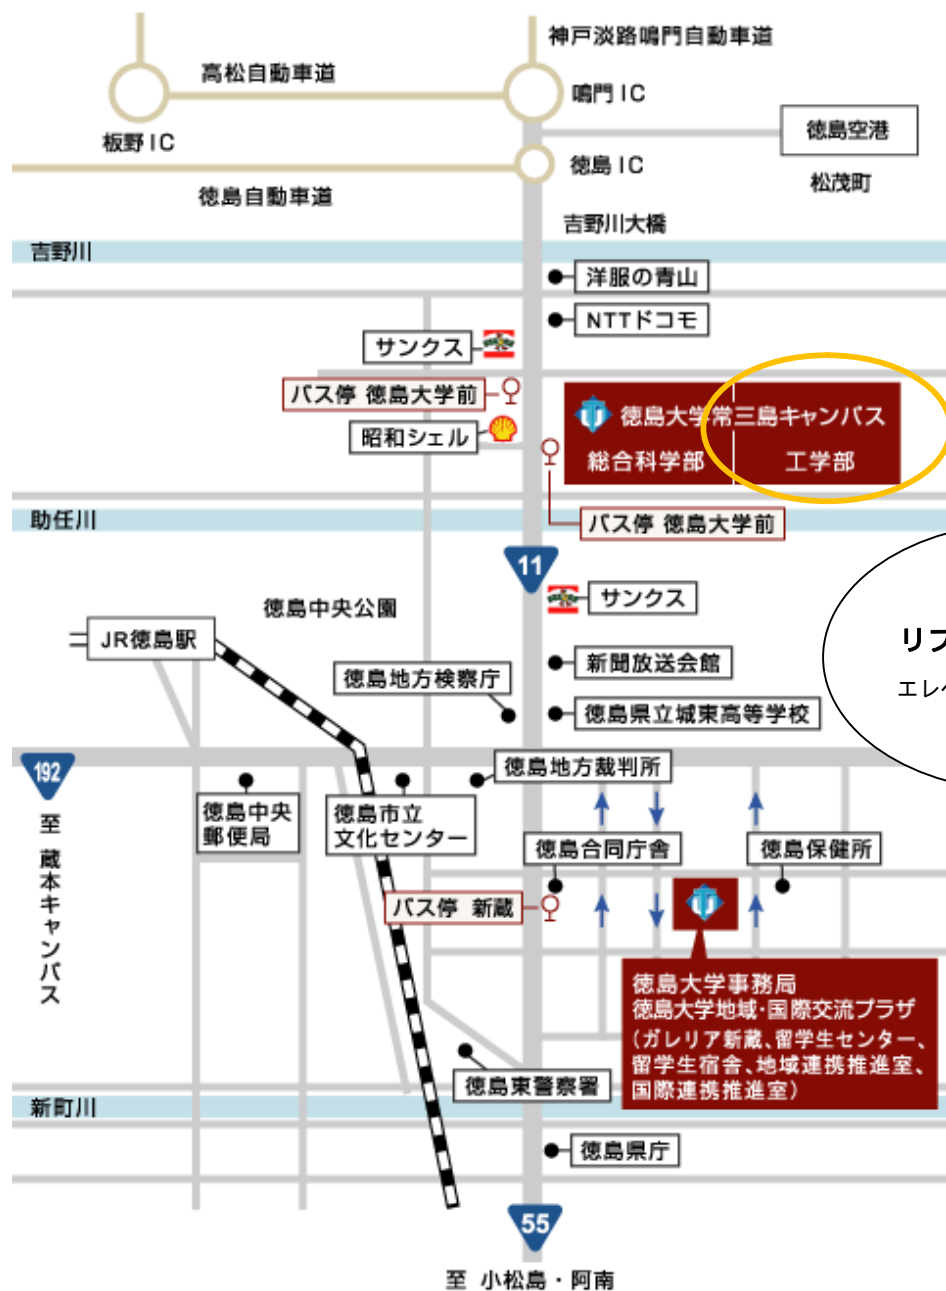 神戸淡路鳴門自動車道
高松自動車道
鳴門IC
板野IC
徳島空港
徳島IC
松茂町
徳島自動車道
吉野川大橋
吉野川
洋服の青山
NTTドコモ
サンクス
バス停 徳島大学前
徳島大学常三島キャンパス
昭和シェル
総合科学部
工学部
助任川
バス停 徳島大学前
11
徳島中央公園
サンクス
JR徳島駅
リフ
新聞放送会館
徳島地方検察庁
エレベ
徳島県立城東高等学校
192
徳島地方裁判所
至 蔵本キャンパス
徳島中央
郵便局
徳島市立
文化センター
徳島合同庁舎
徳島保健所
バス停 新蔵
徳島大学事務局
徳島大学地域・国際交流プラザ
(ガレリア新蔵、留学生センター、
留学生宿舎、地域連携推進室、
国際連携推進室)
徳島東警察署
新町川
徳島県庁
55
至 小松島・阿南